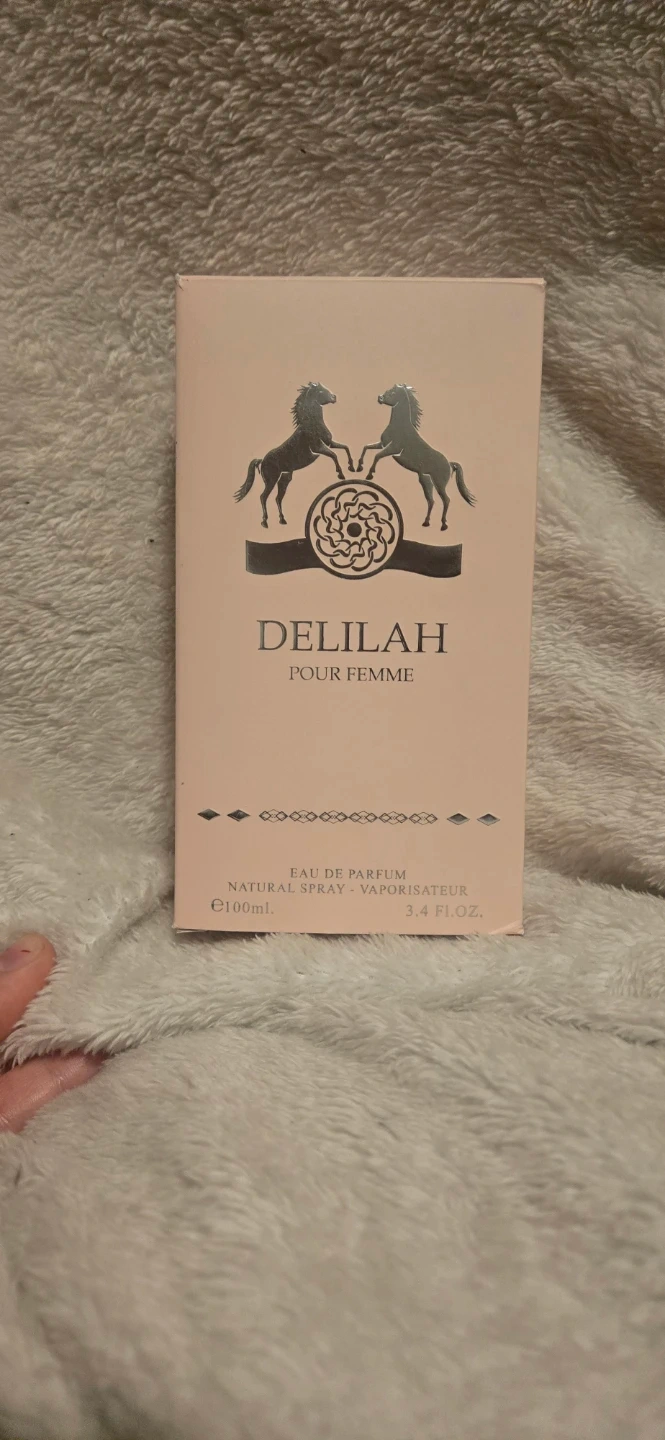 DELILAH
POUR FEMME
EAU DE PARFUM
NATURAL SPRAY - VAPORISATEUR
℮100ml. 3.4 Fl.OZ.